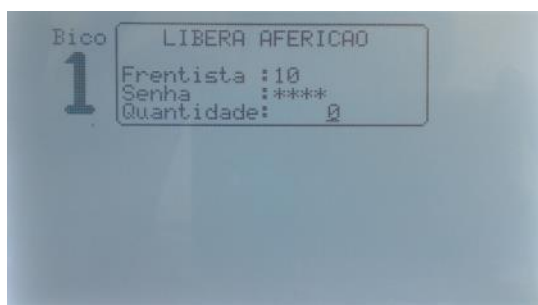 Bico
1
LIBERA AFERICAO
Frentista :10
Senha :****
Quantidade: 0